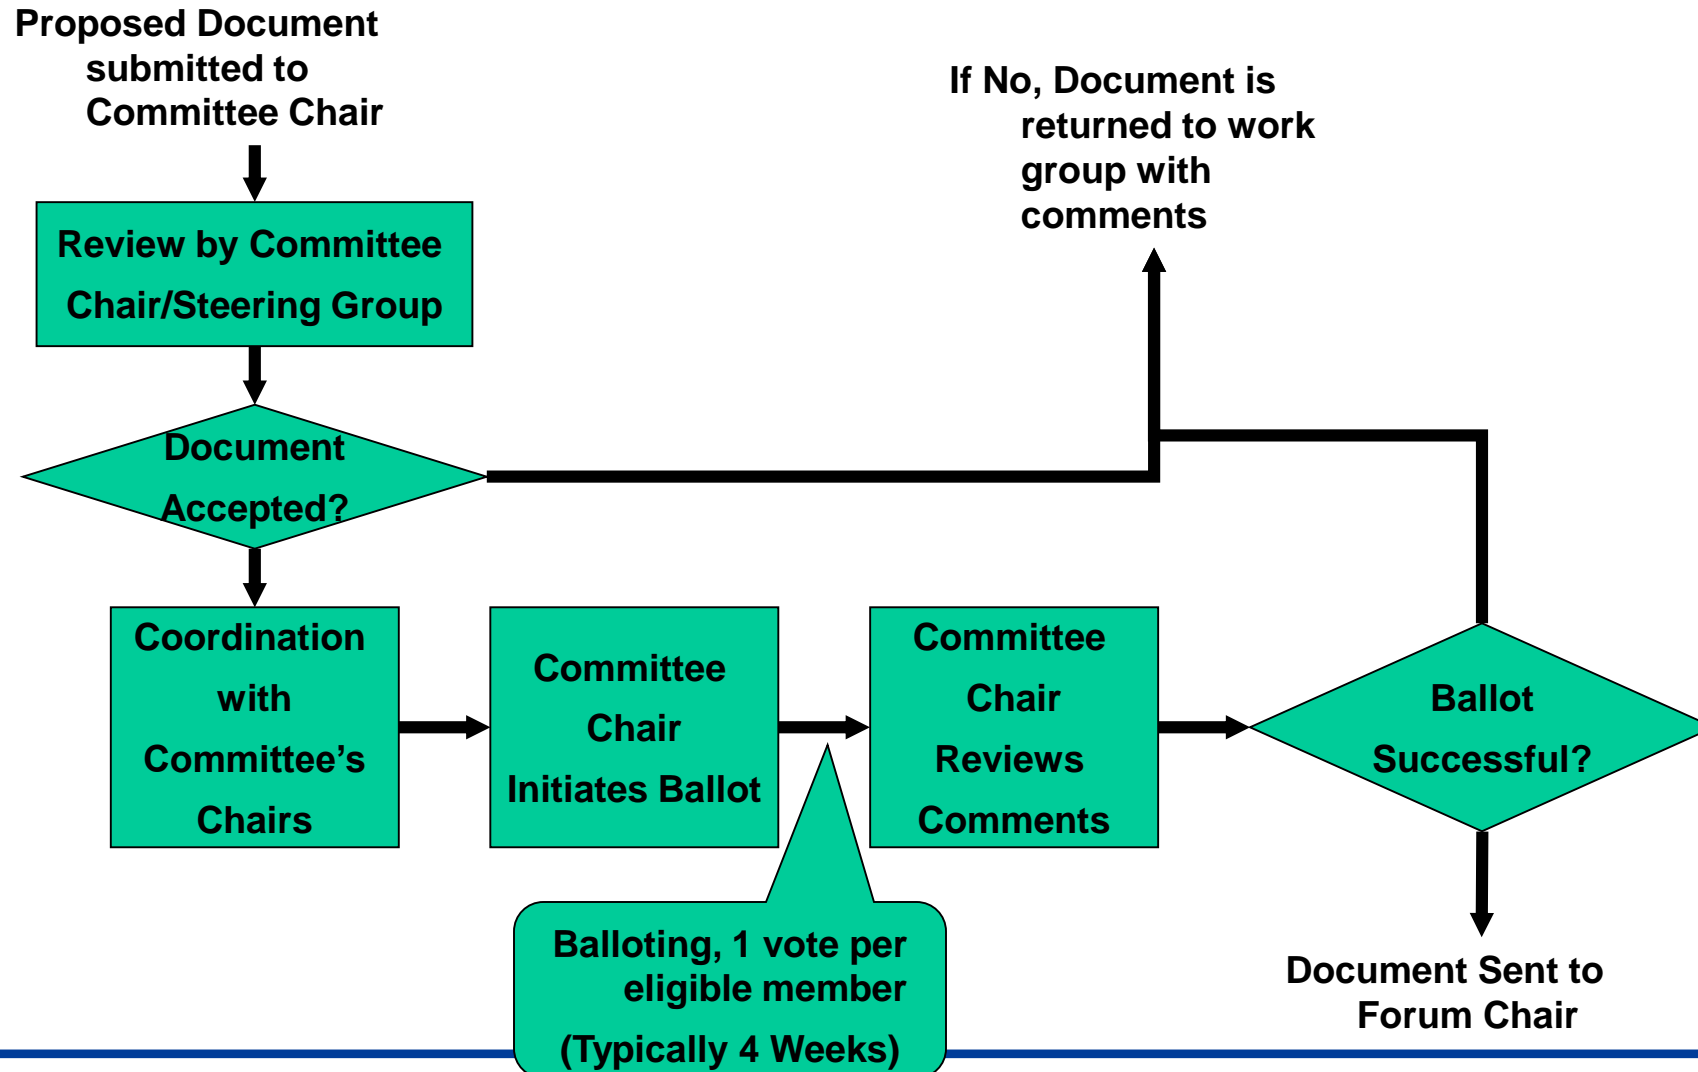 Proposed Document
submitted to
Committee Chair
If No, Document is
returned to work
group with
comments
Review by Committee
Chair/Steering Group
Document
Accepted?
Coordination
with
Committee’s
Chairs
Committee
Chair
Initiates Ballot
Committee
Chair
Reviews
Comments
Ballot
Successful?
Balloting, 1 vote per
eligible member
(Typically 4 Weeks)
Document Sent to
Forum Chair